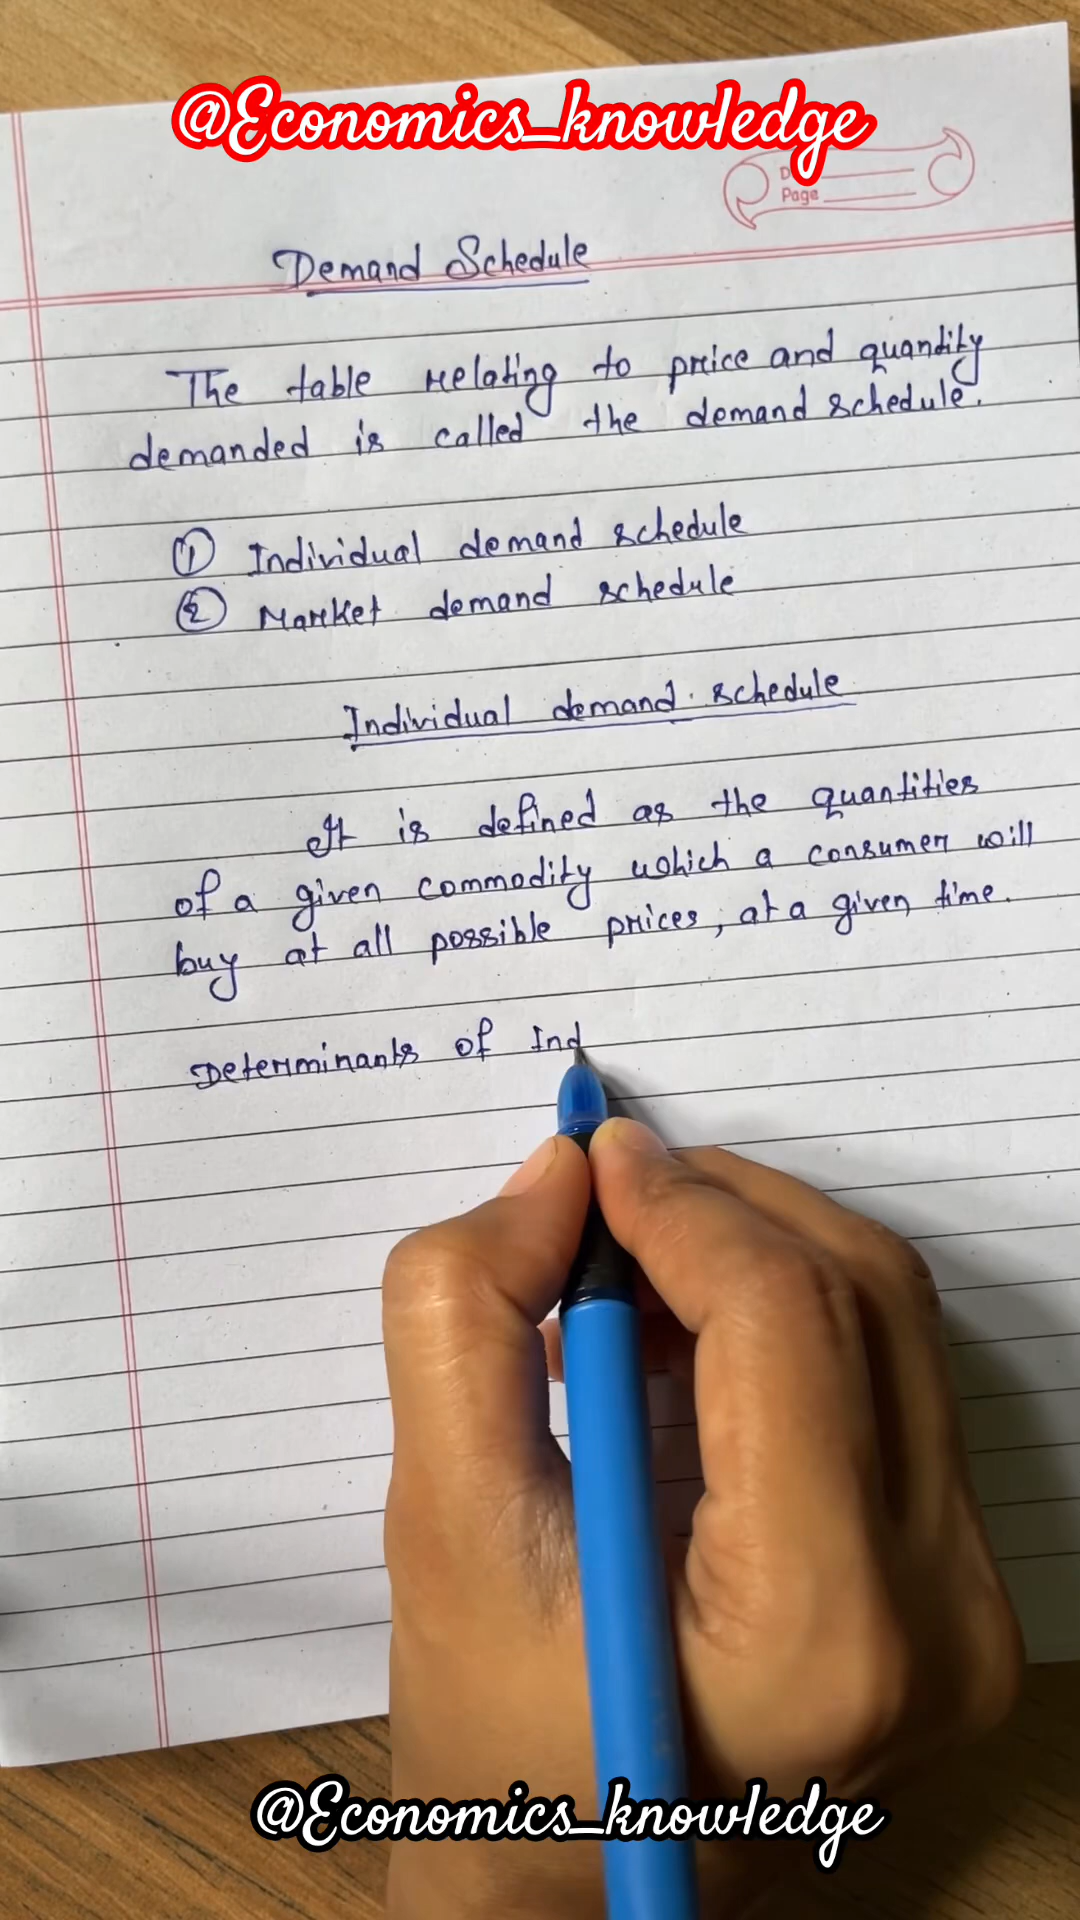 @Economics_knowledge
Page
Demand Schedule
The table relating to price and quantity
demanded is called the demand schedule.
① Individual demand schedule
② Market demand schedule
Individual demand schedule
It is defined as the quantities
of a given commodity which a consumer will
buy at all possible prices, at a given time.
Determinants of Ind
@Economics_knowledge